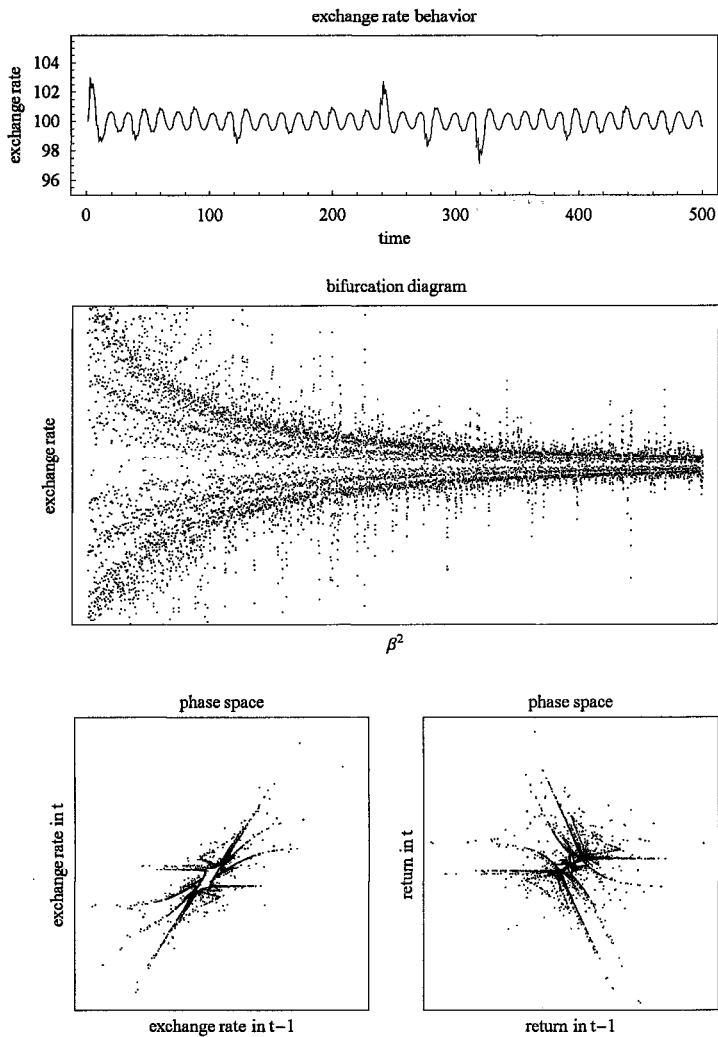 exchange rate behavior
exchange rate
104
102
100
98
96
0
100
200
300
400
500
time
bifurcation diagram
exchange rate
β²
phase space
exchange rate in t
exchange rate in t−1
phase space
return in t
return in t−1